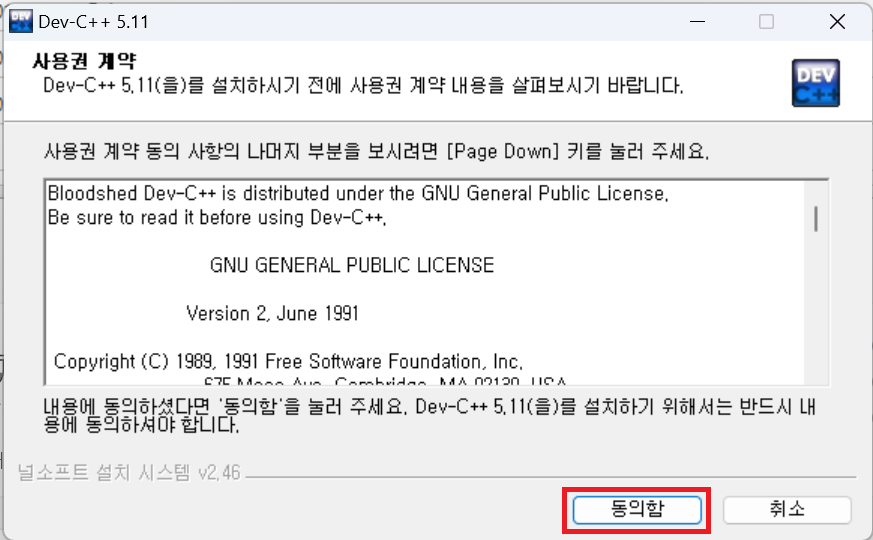 Dev-C++ 5.11
사용권 계약
Dev-C++ 5.11(을)를 설치하시기 전에 사용권 계약 내용을 살펴보시기 바랍니다.
DEV
C++
사용권 계약 동의 사항의 나머지 부분을 보시려면 [Page Down] 키를 눌러 주세요.
Bloodshed Dev-C++ is distributed under the GNU General Public License.
Be sure to read it before using Dev-C++.
GNU GENERAL PUBLIC LICENSE
Version 2, June 1991
Copyright (C) 1989, 1991 Free Software Foundation, Inc.
675 Mass Ave, Cambridge, MA 02139, USA
내용에 동의하셨다면 '동의함'을 눌러 주세요. Dev-C++ 5.11(을)를 설치하기 위해서는 반드시 내
용에 동의하셔야 합니다.
널소프트 설치 시스템 v2.46
동의함
취소